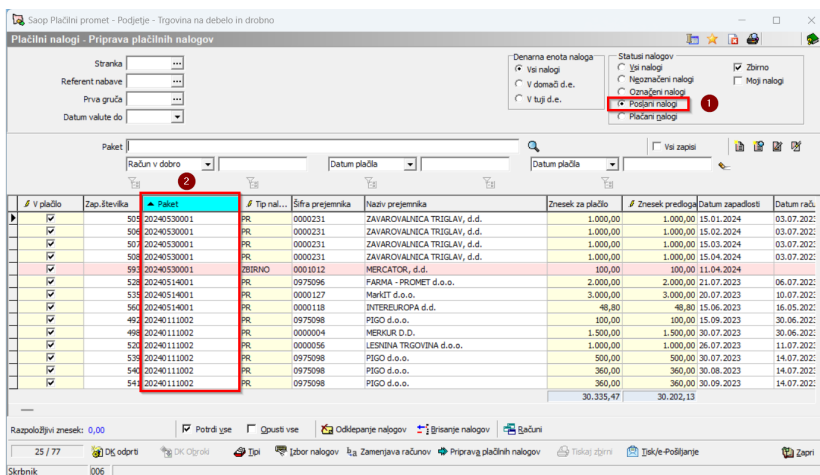 Saop Plačilni promet - Podjetje - Trgovina na debelo in drobno
Plačilni nalogi - Priprava plačilnih nalogov
Stranka
Referent nabave
Prva gruča
Datum valute do
Denarna enota naloga
Vsi nalogi
V domači d.e.
V tuji d.e.
Statusi nalogov
Vsi nalogi
Neoznačeni nalogi
Označeni nalogi
Poslani nalogi
Plačani nalogi
Zbirno
Moji nalogi
1
Paket
Vsi zapisi
Račun v dobro
Datum plačila
Datum plačila
2
V plačilo Zap.številka Paket Tip nal... Šifra prejemnika Naziv prejemnika Znesek za plačilo Znesek predloga Datum zapadlosti Datum raču
505 20240530001 PR 0000231 ZAVAROVALNICA TRIGLAV, d.d. 1.000,00 1.000,00 15.01.2024 03.07.2023
506 20240530001 PR 0000231 ZAVAROVALNICA TRIGLAV, d.d. 1.000,00 1.000,00 15.02.2024 03.07.2023
507 20240530001 PR 0000231 ZAVAROVALNICA TRIGLAV, d.d. 1.000,00 1.000,00 15.03.2024 03.07.2023
508 20240530001 PR 0000231 ZAVAROVALNICA TRIGLAV, d.d. 1.000,00 1.000,00 15.04.2024 03.07.2023
593 20240530001 ZBIRNO 0001012 MERCATOR, d.d. 100,00 100,00 11.04.2024
528 20240514001 PR 0975096 FARMA - PROMET d.o.o. 2.000,00 2.000,00 21.07.2023 06.07.2023
535 20240514001 PR 0000127 MarkIT d.o.o. 3.000,00 3.000,00 20.07.2023 10.07.2023
560 20240514001 PR 0000118 INTEREUROPA d.d. 48,80 48,80 15.06.2023 16.05.2023
492 20240111002 PR 0975098 PIGO d.o.o. 100,00 100,00 15.09.2023 30.06.2023
498 20240111002 PR 0000004 MERKUR D.D. 1.500,00 1.500,00 30.07.2023 30.06.2023
520 20240111002 PR 0000056 LESNINA TRGOVINA d.o.o. 1.000,00 1.000,00 26.07.2023 11.07.2023
539 20240111002 PR 0975098 PIGO d.o.o. 500,00 500,00 30.07.2023 14.07.2023
540 20240111002 PR 0975098 PIGO d.o.o. 360,00 360,00 30.08.2023 14.07.2023
541 20240111002 PR 0975098 PIGO d.o.o. 360,00 360,00 30.09.2023 14.07.2023
30.335,47 30.202,13
Razpoložljivi znesek: 0,00 Potrdi vse Opusti vse Odklepanje nalogov Brisanje nalogov Računi
25 / 77 DK odprti DK Obroki Tipi Izbor nalogov Zamenjava računov Priprava plačilnih nalogov Tiskaj zbirni Tisk/e-Pošiljanje Zapri
Skrbnik 006